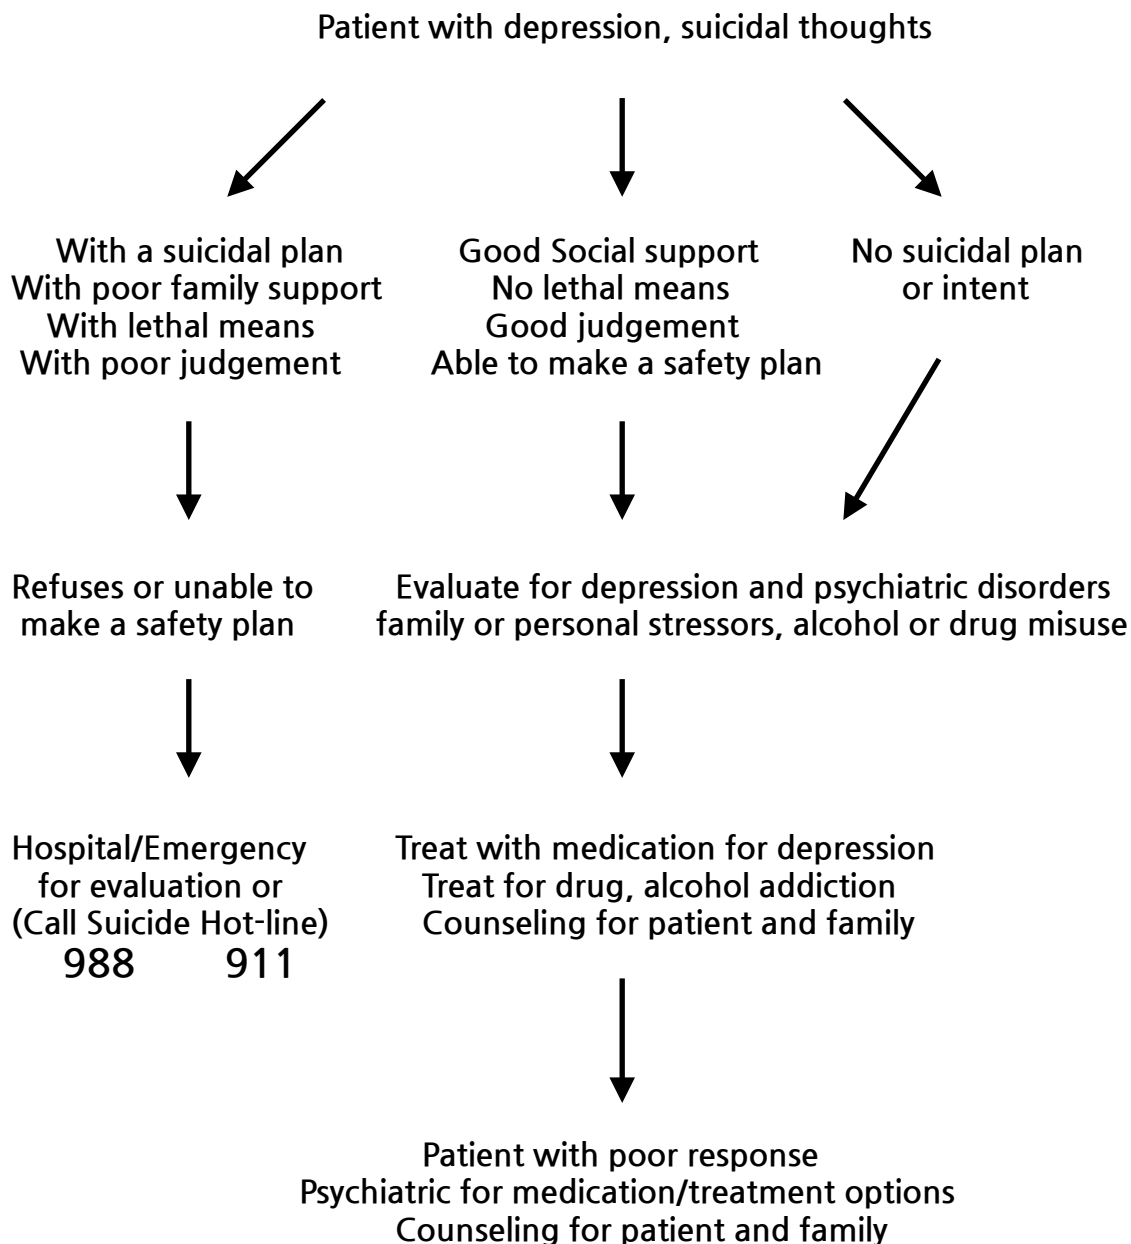 Patient with depression, suicidal thoughts
With a suicidal plan
With poor family support
With lethal means
With poor judgement
Good Social support
No lethal means
Good judgement
Able to make a safety plan
No suicidal plan
or intent
Refuses or unable to
make a safety plan
Evaluate for depression and psychiatric disorders
family or personal stressors, alcohol or drug misuse
Hospital/Emergency
for evaluation or
(Call Suicide Hot-line)
988 911
Treat with medication for depression
Treat for drug, alcohol addiction
Counseling for patient and family
Patient with poor response
Psychiatric for medication/treatment options
Counseling for patient and family